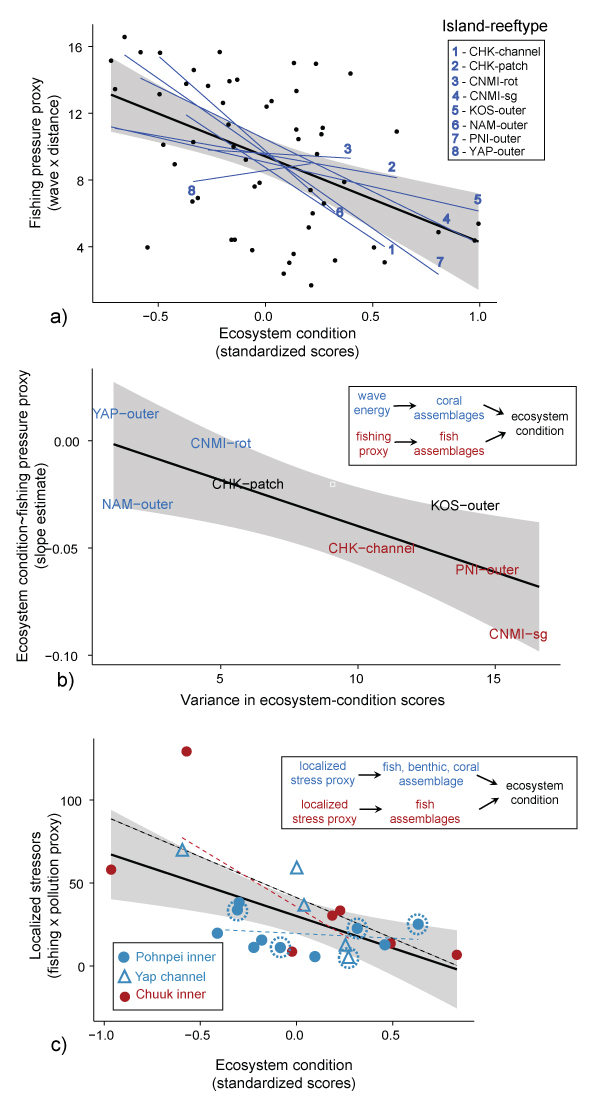 Island-reeftype
1 - CHK-channel
2 - CHK-patch
3 - CNMI-rot
4 - CNMI-sg
5 - KOS-outer
6 - NAM-outer
7 - PNI-outer
8 - YAP-outer
Fishing pressure proxy
(wave x distance)
16
12
8
4
3
2
8
5
6
4
1
7
−0.5
0.0
0.5
1.0
a)
Ecosystem condition
(standardized scores)
wave
energy
coral
assemblages
ecosystem
condition
fishing
proxy
fish
assemblages
Ecosystem condition~fishing pressure proxy
(slope estimate)
0.00
−0.05
−0.10
YAP−outer
CNMI−rot
CHK−patch
NAM−outer
KOS−outer
CHK−channel
PNI−outer
CNMI−sg
5
10
15
b)
Variance in ecosystem-condition scores
localized
stress proxy
fish, benthic, coral
assemblage
ecosystem
condition
localized
stress proxy
fish
assemblages
Localized stressors
(fishing x pollution proxy)
100
50
0
Pohnpei inner
Yap channel
Chuuk inner
−1.0
−0.5
0.0
0.5
c)
Ecosystem condition
(standardized scores)